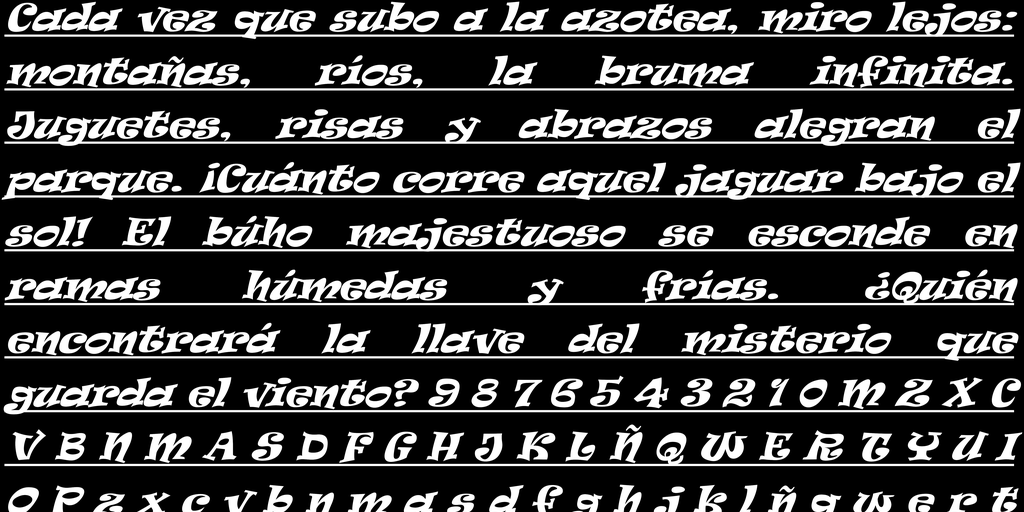 Cada vez que subo a la azotea, miro lejos:
montañas, ríos, la bruma infinita.
Juguetes, risas y abrazos alegran el
parque. ¡Cuánto corre aquel jaguar bajo el
sol! El búho majestuoso se esconde en
ramas húmedas y frías. ¿Quién
encontrará la llave del misterio que
guarda el viento? 9 8 7 6 5 4 3 2 1 0 M Z X C
V B N M A S D F G H J K L Ñ Q W E R T Y U I
O P z x c v b n m a s d f g h j k l ñ q w e r t